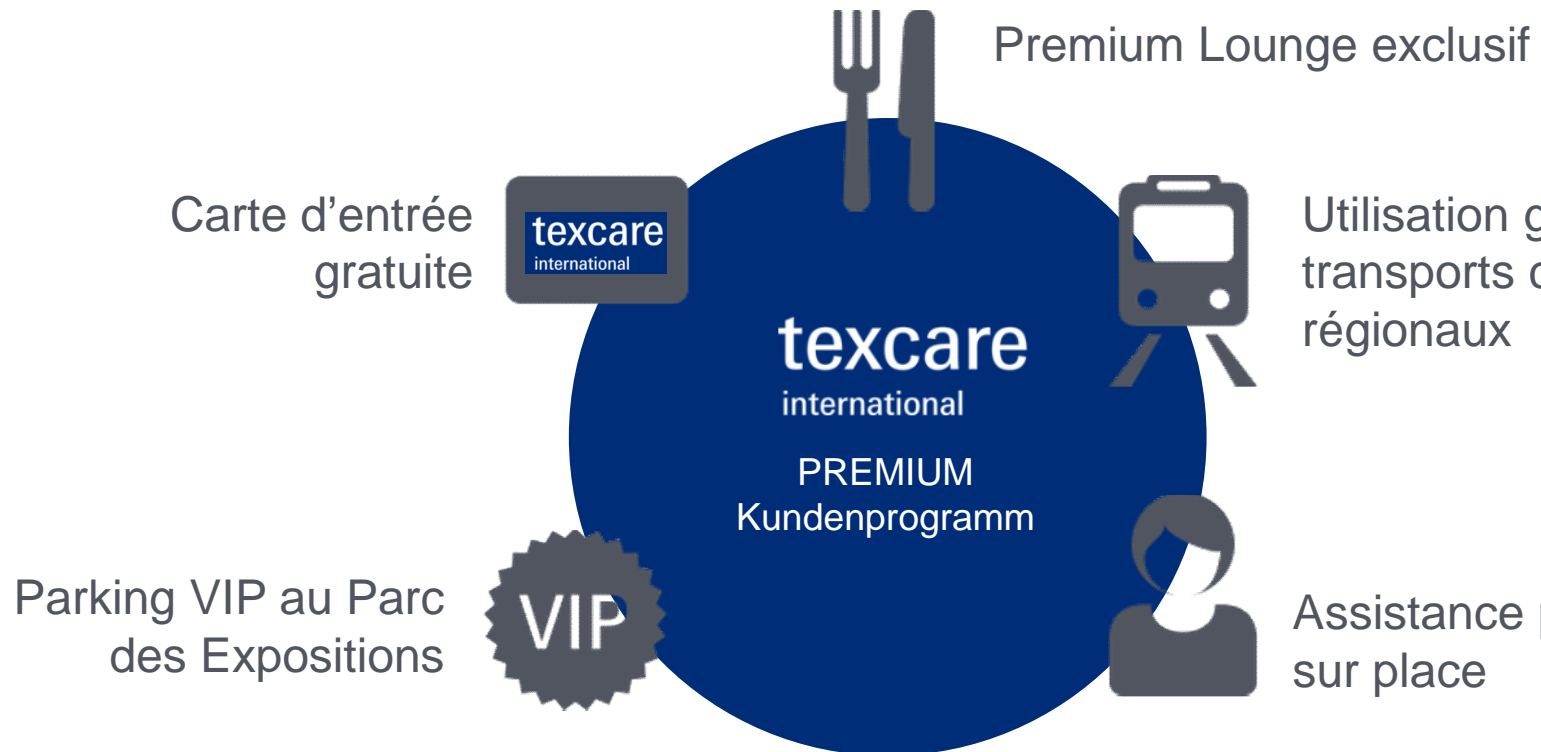 Premium Lounge exclusif
Carte d’entrée
gratuite
texcare
international
Utilisation
transports
régionaux
texcare
international
PREMIUM
Kundenprogramm
Parking VIP au Parc
des Expositions
VIP
Assistance
sur place